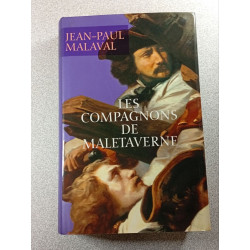 JEAN-PAUL
MALAVAL
LES
COMPAGNONS
DE
MALETAVERNE